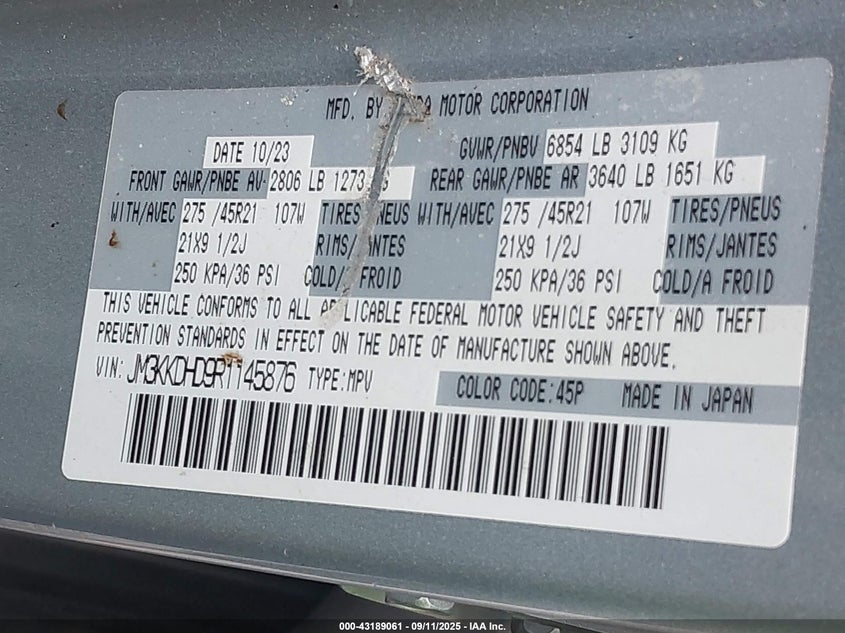 MFD. BY MOTOR CORPORATION
DATE 10/23 GVWR/PNBV 6854 LB 3109 KG
FRONT GAWR/PNBE AV 2806 LB 1273 KG REAR GAWR/PNBE AR 3640 LB 1651 KG
WITH/AVEC 275 /45R21 107W TIRES/PNEUS WITH/AVEC 275 /45R21 107W TIRES/PNEUS
21X9 1/2J RIMS/JANTES 21X9 1/2J RIMS/JANTES
250 KPA/36 PSI COLD/A FROID 250 KPA/36 PSI COLD/A FROID
THIS VEHICLE CONFORMS TO ALL APPLICABLE FEDERAL MOTOR VEHICLE SAFETY AND THEFT
PREVENTION STANDARDS IN EFFECT ON THE DATE OF MANUFACTURE SHOWN ABOVE.
VIN: JM3KKDHD9R1145876 TYPE:MPV COLOR CODE:45P MADE IN JAPAN
000-43189061 - 09/11/2025 - IAA Inc.